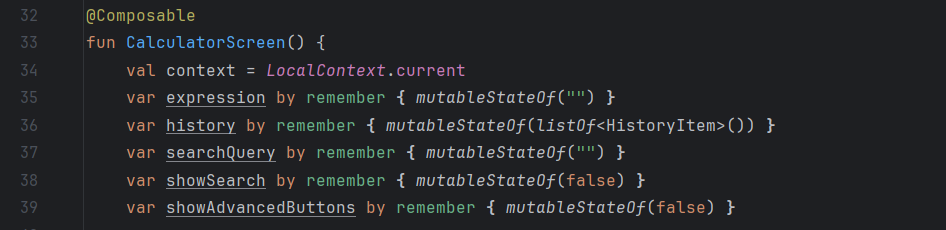 32 @Composable
33 fun CalculatorScreen() {
34 val context = LocalContext.current
35 var expression by remember { mutableStateOf("") }
36 var history by remember { mutableStateOf(listOf<HistoryItem>()) }
37 var searchQuery by remember { mutableStateOf("") }
38 var showSearch by remember { mutableStateOf(false) }
39 var showAdvancedButtons by remember { mutableStateOf(false) }